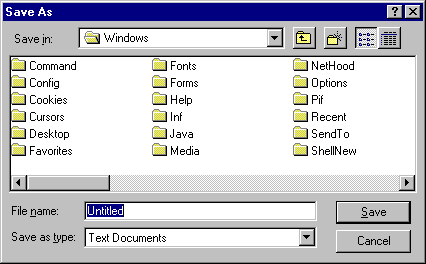 Save As
Save in: Windows
Command Fonts NetHood
Config Forms Options
Cookies Help Pif
Cursors Inf Recent
Desktop Java SendTo
Favorites Media ShellNew
File name: Untitled Save
Save as type: Text Documents Cancel